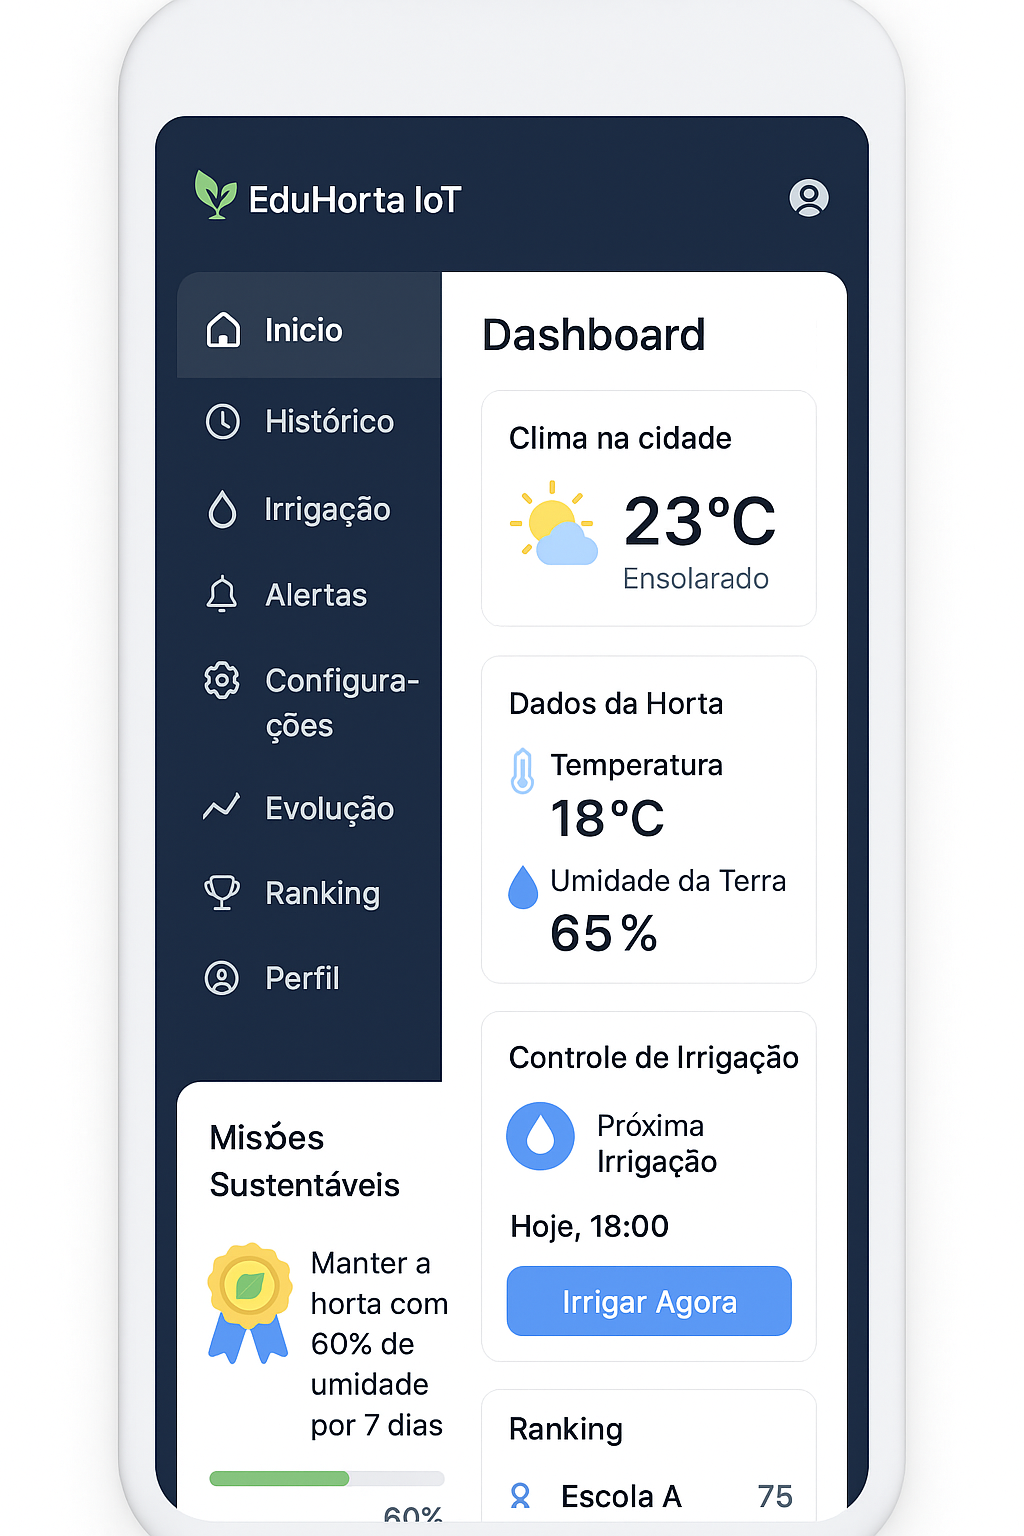 EduHorta IoT
Inicio
Histórico
Irrigação
Alertas
Configura-
ções
Evolução
Ranking
Perfil
Misões
Sustentáveis
Manter a
horta com
60% de
umidade
por 7 dias
60%
Dashboard
Clima na cidade
23°C
Ensolarado
Dados da Horta
Temperatura
18°C
Umidade da Terra
65%
Controle de Irrigação
Próxima
Irrigação
Hoje, 18:00
Irrigar Agora
Ranking
Escola A 75